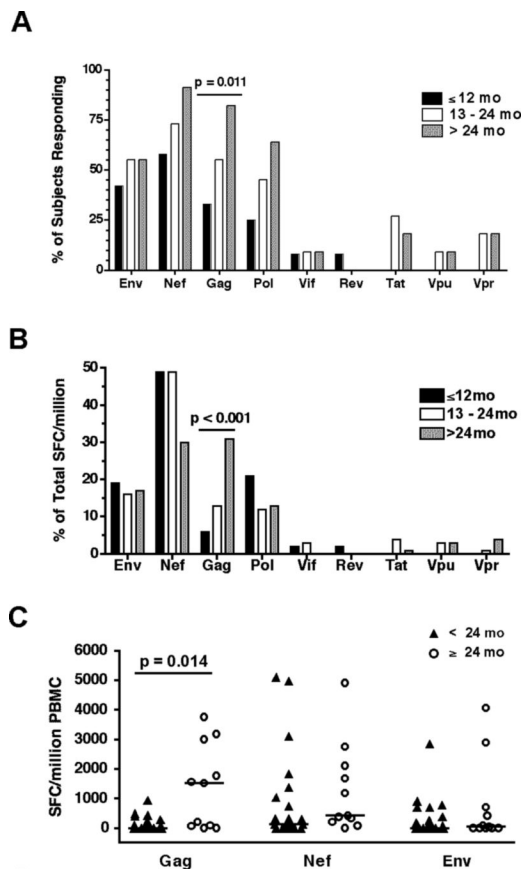 A
100
75
50
25
0
% of Subjects Responding
p = 0.011
≤ 12 mo
13 - 24 mo
> 24 mo
Env Nef Gag Pol Vif Rev Tat Vpu Vpr
B
50
40
30
20
10
0
% of Total SFC/million
p < 0.001
≤12mo
13 - 24mo
>24mo
Env Nef Gag Pol Vif Rev Tat Vpu Vpr
C
6000
5000
4000
3000
2000
1000
0
SFC/million PBMC
p = 0.014
< 24 mo
≥ 24 mo
Gag Nef Env